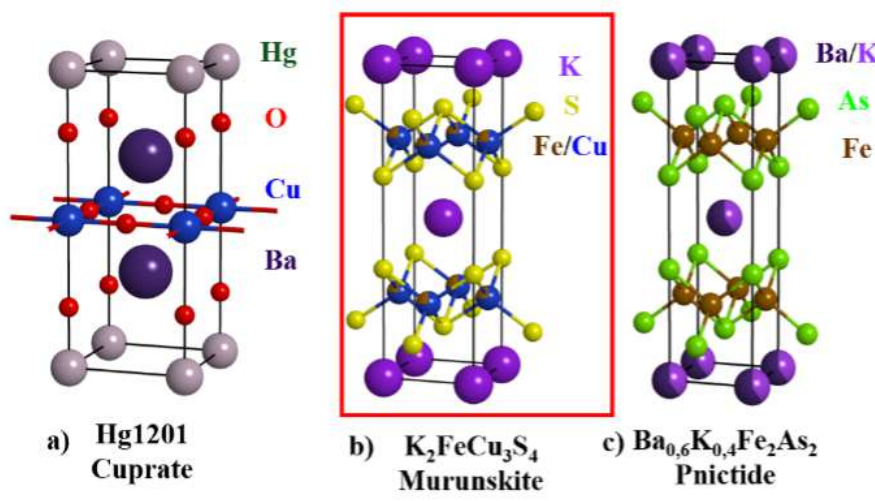 Hg
O
Cu
Ba
a) Hg1201
Cuprate
K
S
Fe/Cu
b) K₂FeCu₃S₄
Murunskite
Ba/K
As
Fe
c) Ba₀,₆K₀,₄Fe₂As₂
Pnictide